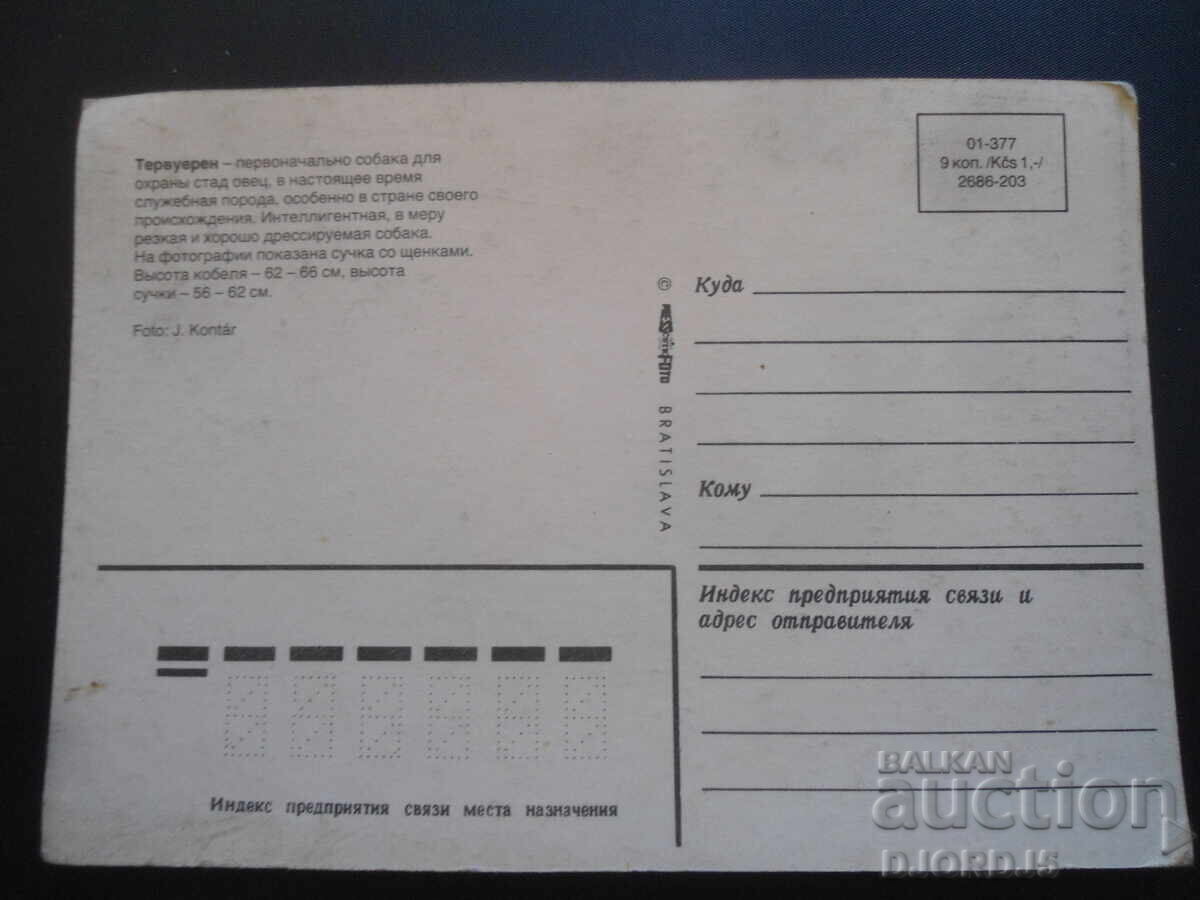 Тервуерен – первоначально собака для
охраны стад овец, в настоящее время
служебная порода, особенно в стране своего
происхождения. Интеллигентная, в меру
резкая и хорошо дрессируемая собака.
На фотографии показана сучка со щенками.
Высота кобеля – 62 – 66 см, высота
сучки – 56 – 62 см.
Foto: J. Kontár
01-377
9 коп. /Kčs 1,-/
2686-203
©
FOTO
BRATISLAVA
Куда
Кому
Индекс предприятия связи и
адрес отправителя
Индекс предприятия связи места назначения
BALKAN
auction
DJORDJ5